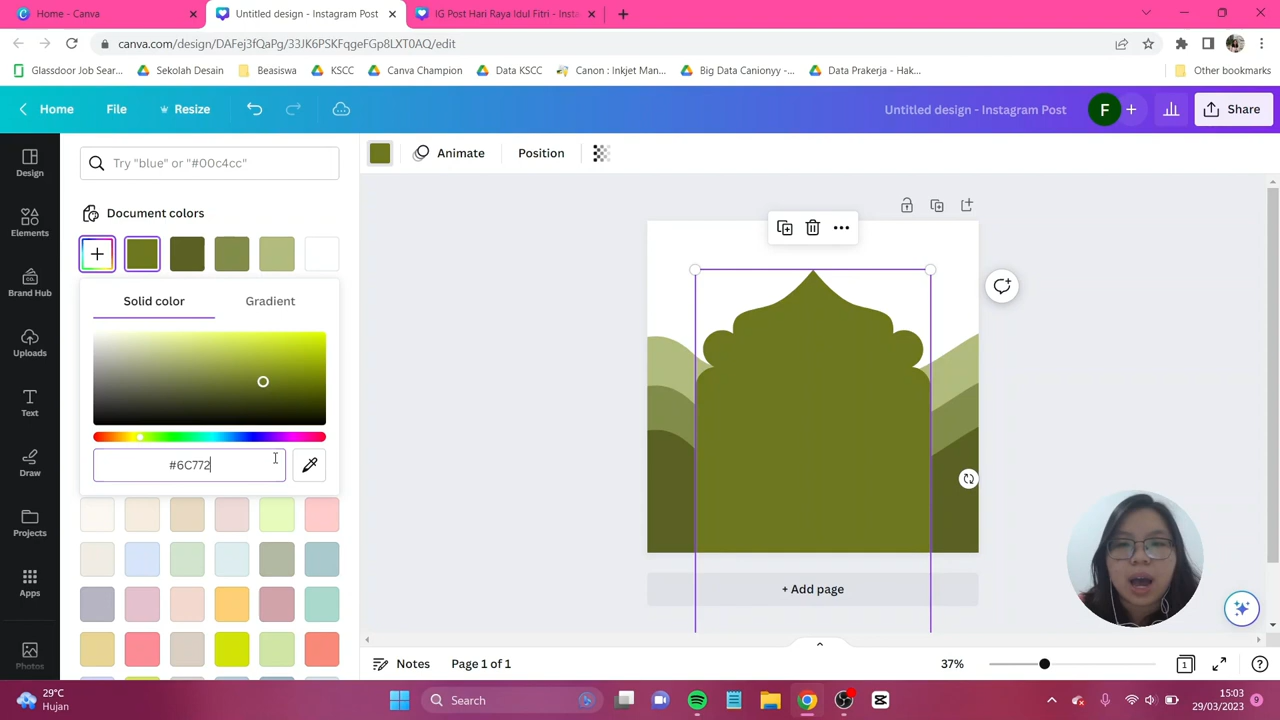 Home - Canva
Untitled design - Instagram Post
IG Post Hari Raya Idul Fitri - Insta
canva.com/design/DAFej3fQaPg/33JK6PSKFqgeFGp8LXT0AQ/edit
Glassdoor Job Sear...
Sekolah Desain
Beasiswa
KSCC
Canva Champion
Data KSCC
Canon : Inkjet Man...
Big Data Canionyy -...
Data Prakerja - Hak...
Other bookmarks
Home
File
Resize
Untitled design - Instagram Post
F
Share
Try "blue" or "#00c4cc"
Animate
Position
Design
Document colors
Elements
Solid color
Gradient
Brand Hub
Uploads
Text
Draw
#6C772
Projects
Apps
Photos
+ Add page
Notes
Page 1 of 1
37%
1
29°C
Hujan
Search
15:03
29/03/2023
9